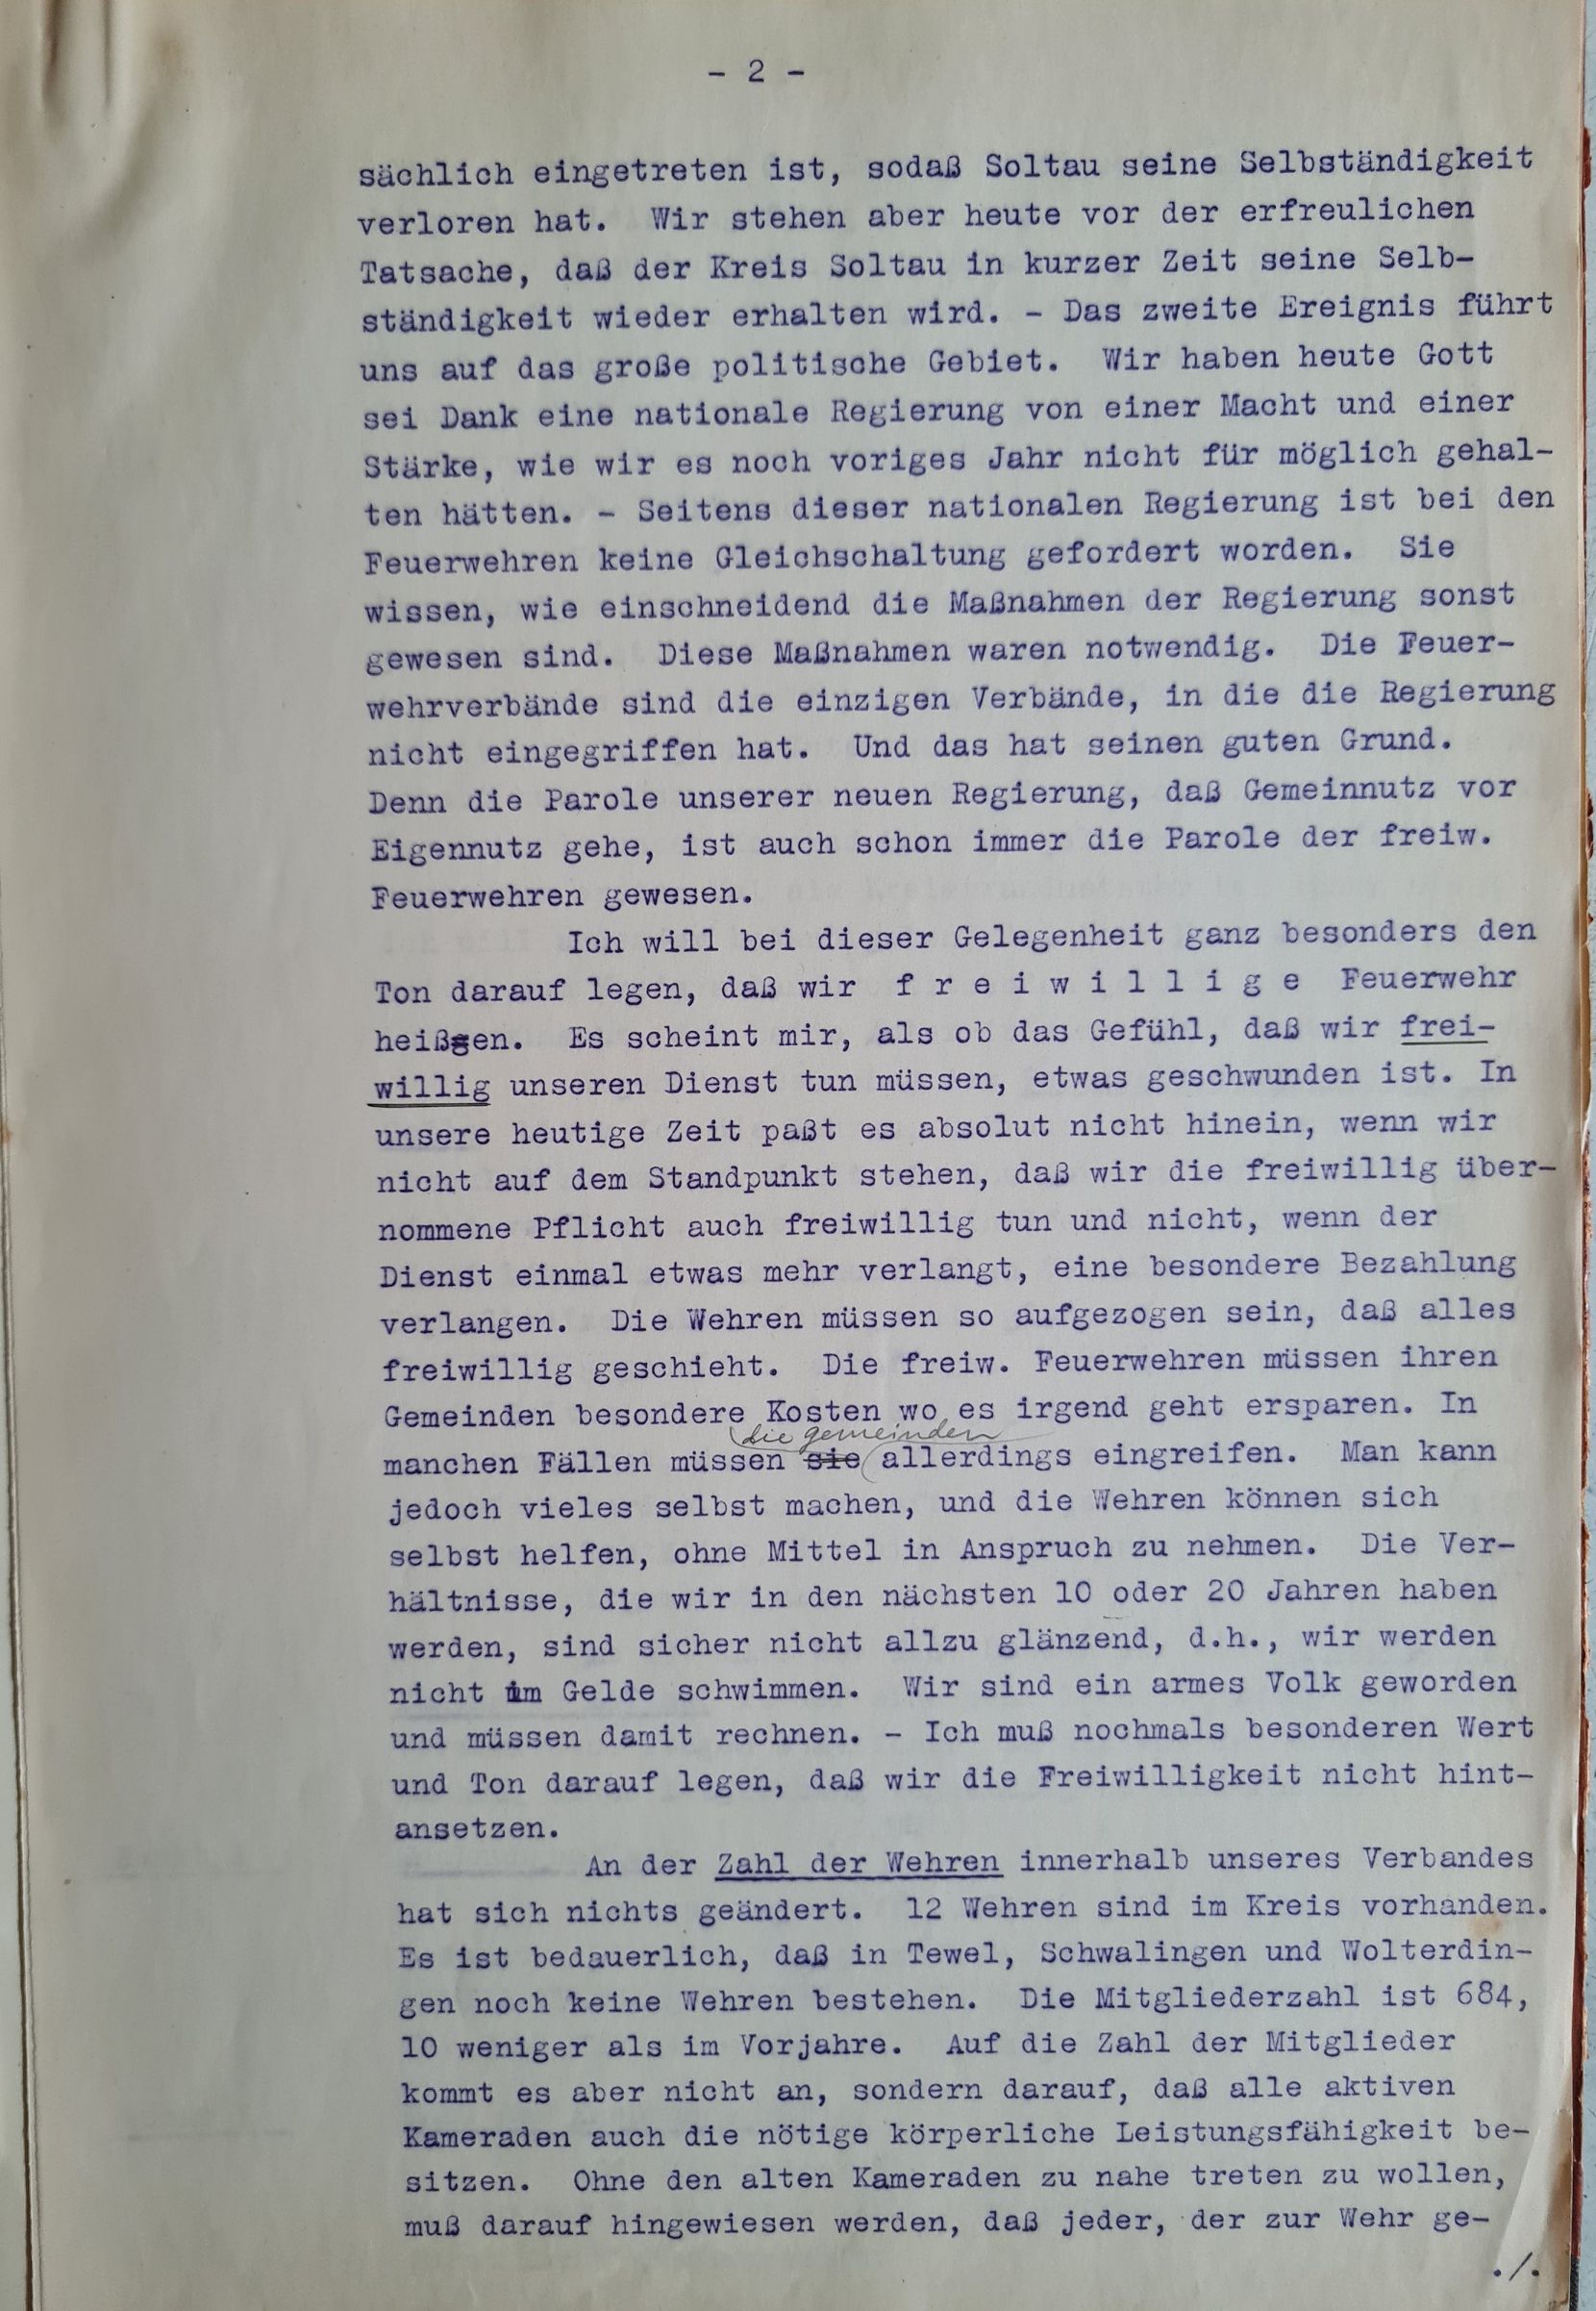 - 2 -
sächlich eingetreten ist, sodaß Soltau seine Selbständigkeit
verloren hat. Wir stehen aber heute vor der erfreulichen
Tatsache, daß der Kreis Soltau in kurzer Zeit seine Selb-
ständigkeit wieder erhalten wird. - Das zweite Ereignis führt
uns auf das große politische Gebiet. Wir haben heute Gott
sei Dank eine nationale Regierung von einer Macht und einer
Stärke, wie wir es noch voriges Jahr nicht für möglich gehal-
ten hätten. - Seitens dieser nationalen Regierung ist bei den
Feuerwehren keine Gleichschaltung gefordert worden. Sie
wissen, wie einschneidend die Maßnahmen der Regierung sonst
gewesen sind. Diese Maßnahmen waren notwendig. Die Feuer-
wehrverbände sind die einzigen Verbände, in die die Regierung
nicht eingegriffen hat. Und das hat seinen guten Grund.
Denn die Parole unserer neuen Regierung, daß Gemeinnutz vor
Eigennutz gehe, ist auch schon immer die Parole der freiw.
Feuerwehren gewesen.
Ich will bei dieser Gelegenheit ganz besonders den
Ton darauf legen, daß wir f r e i w i l l i g e Feuerwehr
heißen. Es scheint mir, als ob das Gefühl, daß wir frei-
willig unseren Dienst tun müssen, etwas geschwunden ist. In
unsere heutige Zeit paßt es absolut nicht hinein, wenn wir
nicht auf dem Standpunkt stehen, daß wir die freiwillig über-
nommene Pflicht auch freiwillig tun und nicht, wenn der
Dienst einmal etwas mehr verlangt, eine besondere Bezahlung
verlangen. Die Wehren müssen so aufgezogen sein, daß alles
freiwillig geschieht. Die freiw. Feuerwehren müssen ihren
Gemeinden besondere Kosten wo es irgend geht ersparen. In
die gemeinden
manchen Fällen müssen sie allerdings eingreifen. Man kann
jedoch vieles selbst machen, und die Wehren können sich
selbst helfen, ohne Mittel in Anspruch zu nehmen. Die Ver-
hältnisse, die wir in den nächsten 10 oder 20 Jahren haben
werden, sind sicher nicht allzu glänzend, d.h., wir werden
nicht im Gelde schwimmen. Wir sind ein armes Volk geworden
und müssen damit rechnen. - Ich muß nochmals besonderen Wert
und Ton darauf legen, daß wir die Freiwilligkeit nicht hint-
ansetzen.
An der Zahl der Wehren innerhalb unseres Verbandes
hat sich nichts geändert. 12 Wehren sind im Kreis vorhanden.
Es ist bedauerlich, daß in Tewel, Schwalingen und Wolterdin-
gen noch keine Wehren bestehen. Die Mitgliederzahl ist 684,
10 weniger als im Vorjahre. Auf die Zahl der Mitglieder
kommt es aber nicht an, sondern darauf, daß alle aktiven
Kameraden auch die nötige körperliche Leistungsfähigkeit be-
sitzen. Ohne den alten Kameraden zu nahe treten zu wollen,
muß darauf hingewiesen werden, daß jeder, der zur Wehr ge-
./.